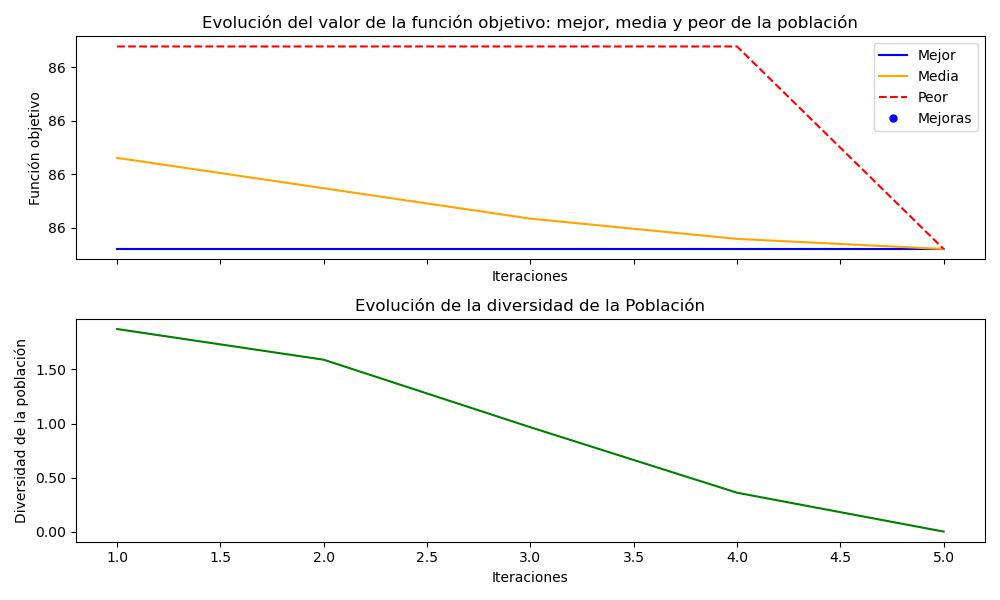 Evolución del valor de la función objetivo: mejor, media y peor de la población
86
86
86
86
Función objetivo
Mejor
Media
Peor
Mejoras
Iteraciones
Evolución de la diversidad de la Población
1.50
1.00
0.50
0.00
Diversidad de la población
1.0 1.5 2.0 2.5 3.0 3.5 4.0 4.5 5.0
Iteraciones